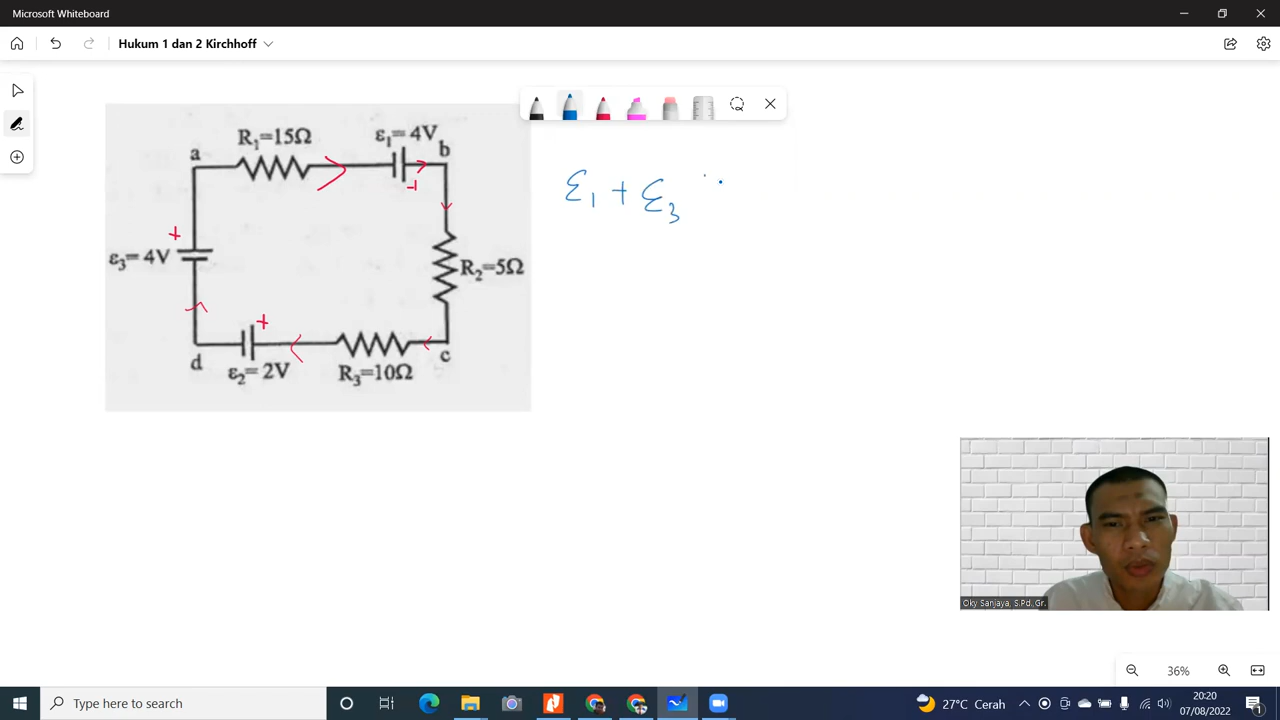 Microsoft Whiteboard
Hukum 1 dan 2 Kirchhoff
a
R₁=15Ω
ε₁=4V
b
+
+
ε₃=4V
R₂=5Ω
+
d
ε₂=2V
R₃=10Ω
c
ε₁ + ε₃
Oky Sanjaya, S.Pd.,Gr.
36%
Type here to search
27°C Cerah
20:20
07/08/2022
1